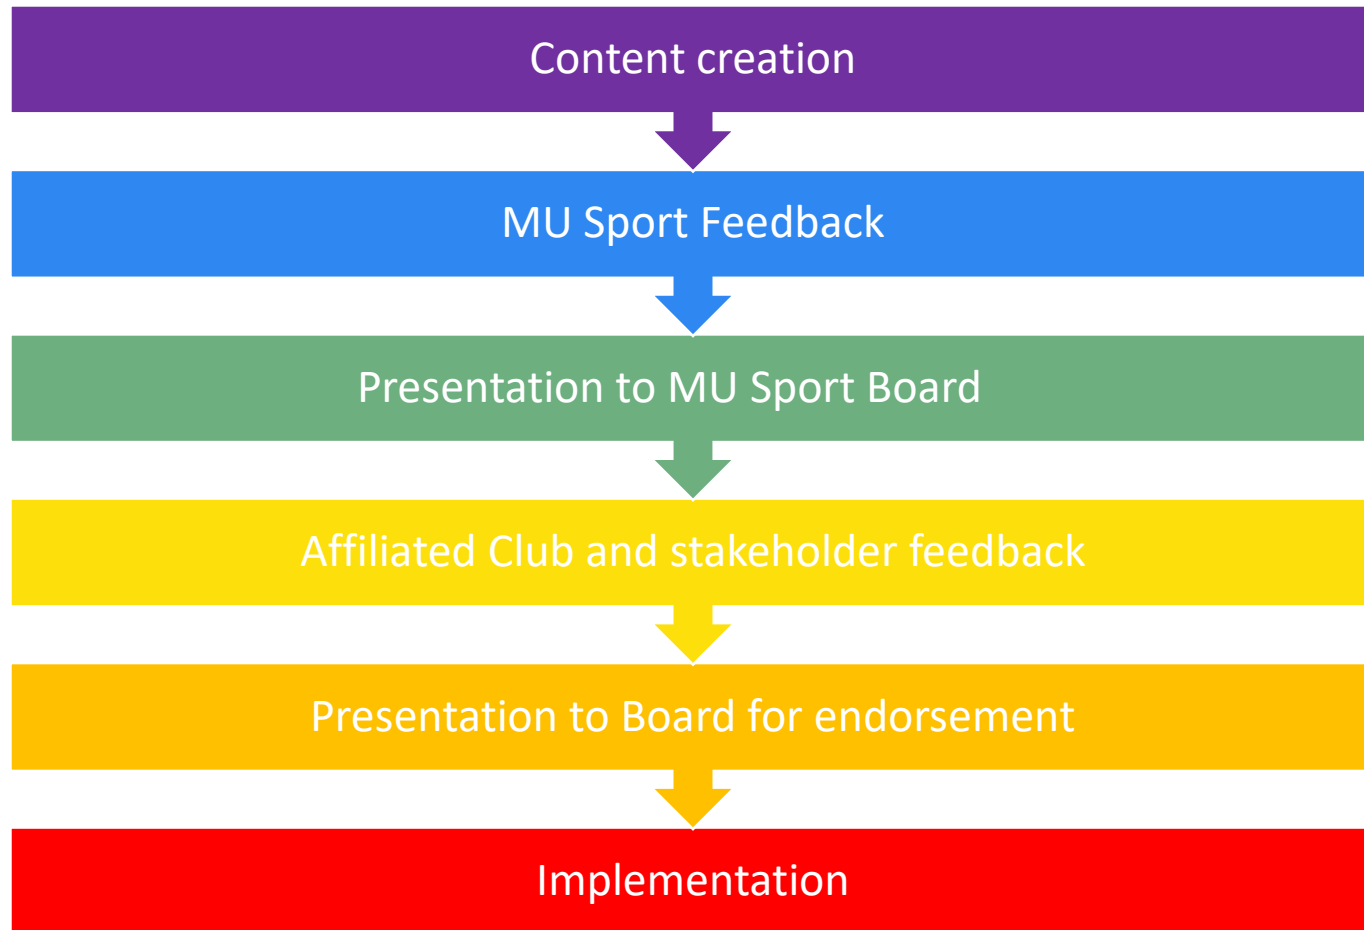 Content creation
MU Sport Feedback
Presentation to MU Sport Board
Affiliated Club and stakeholder feedback
Presentation to Board for endorsement
Implementation